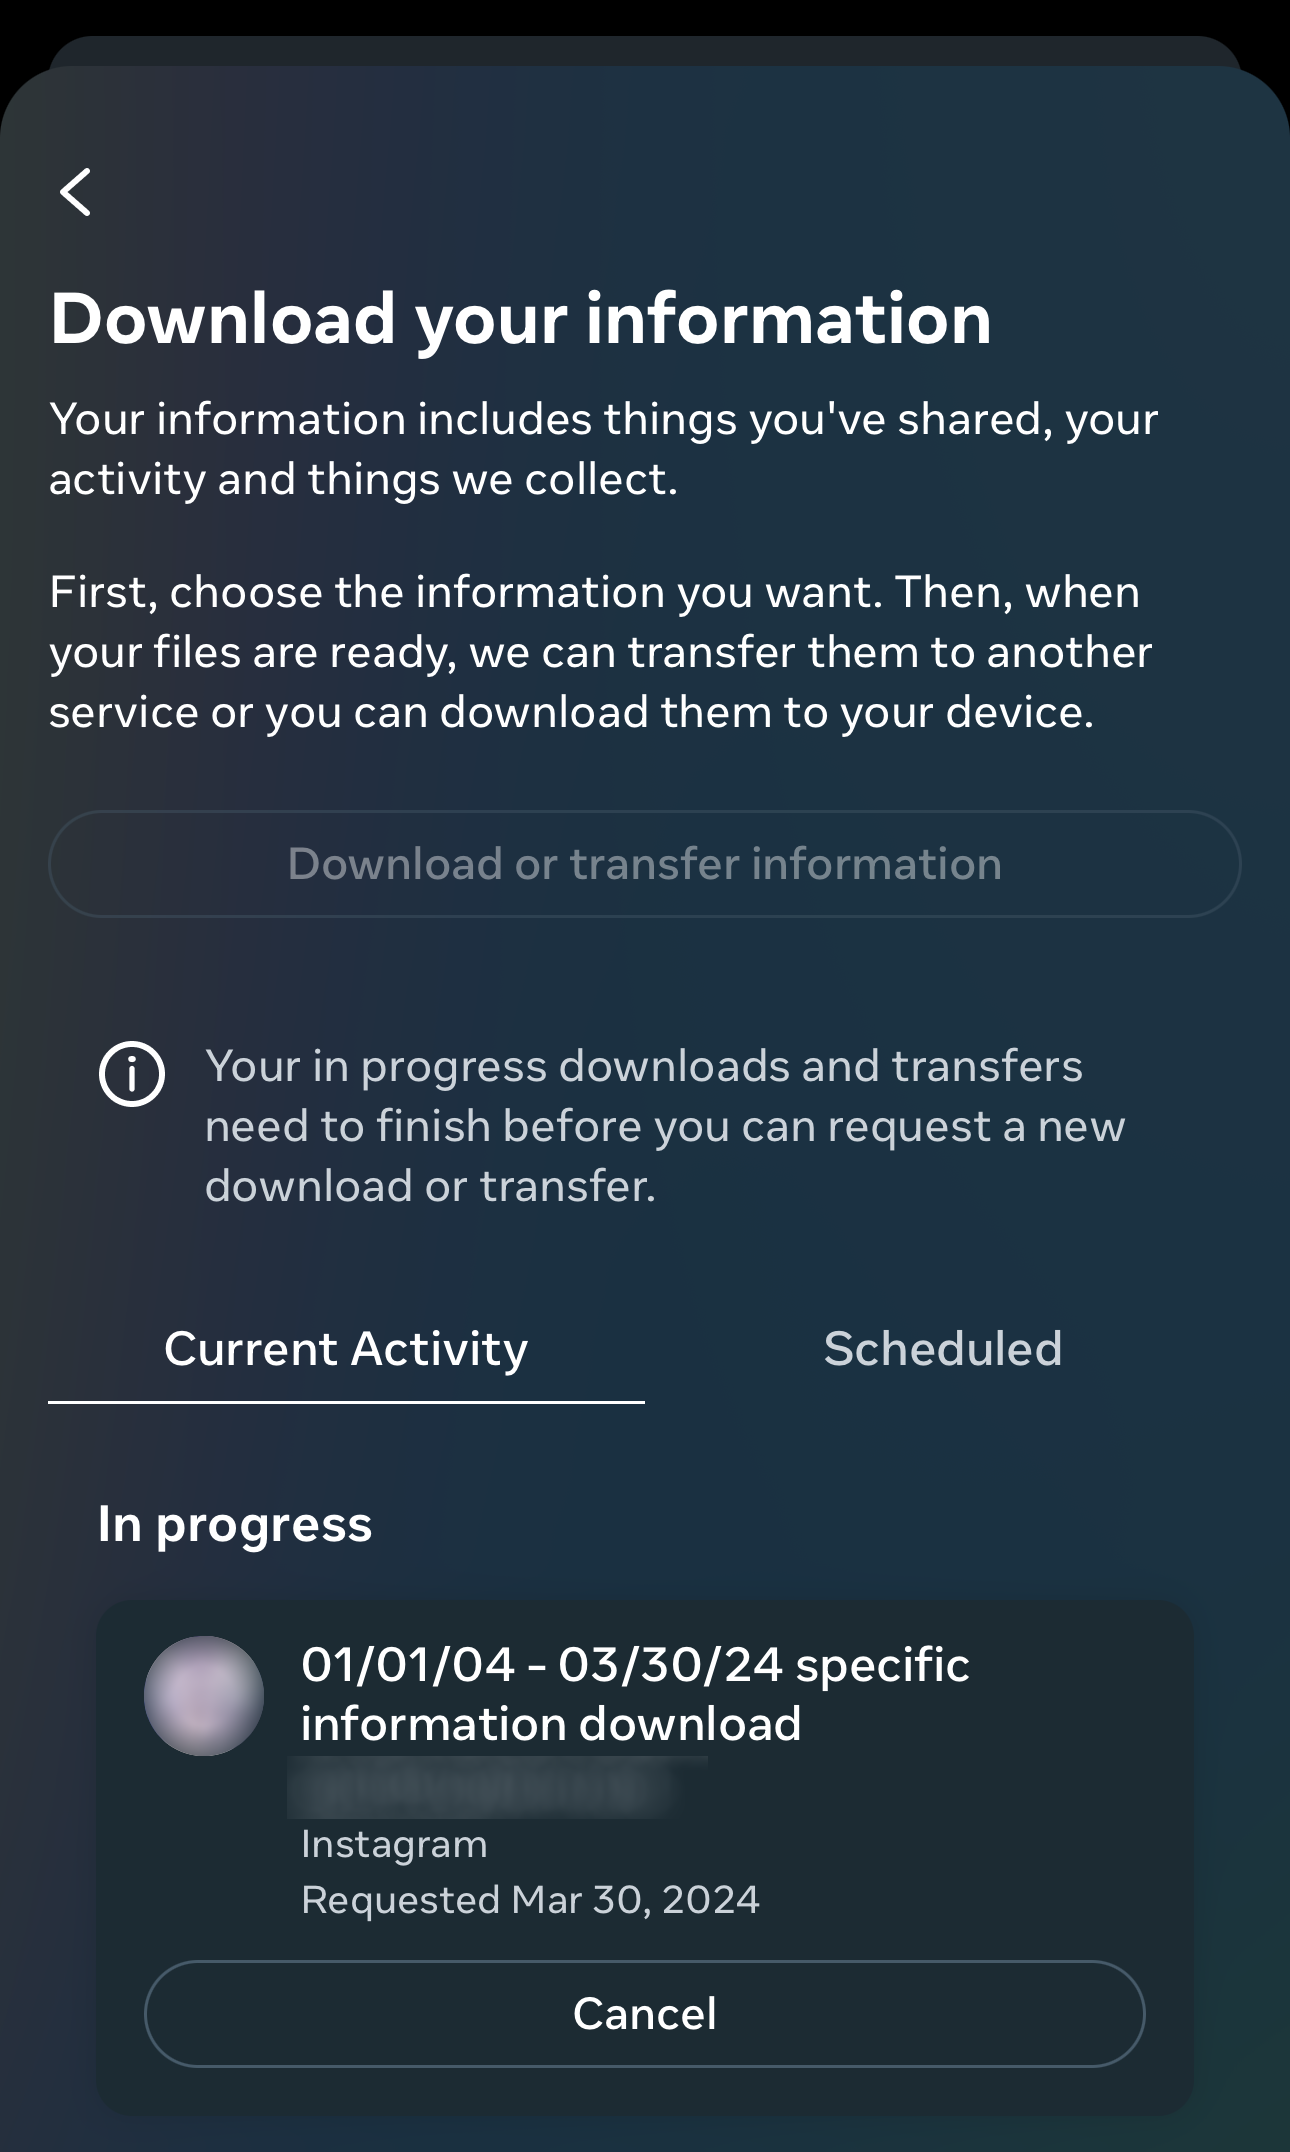 Download your information
Your information includes things you've shared, your
activity and things we collect.
First, choose the information you want. Then, when
your files are ready, we can transfer them to another
service or you can download them to your device.
Download or transfer information
Your in progress downloads and transfers
need to finish before you can request a new
download or transfer.
Current Activity
Scheduled
In progress
01/01/04 - 03/30/24 specific
information download
Instagram
Requested Mar 30, 2024
Cancel